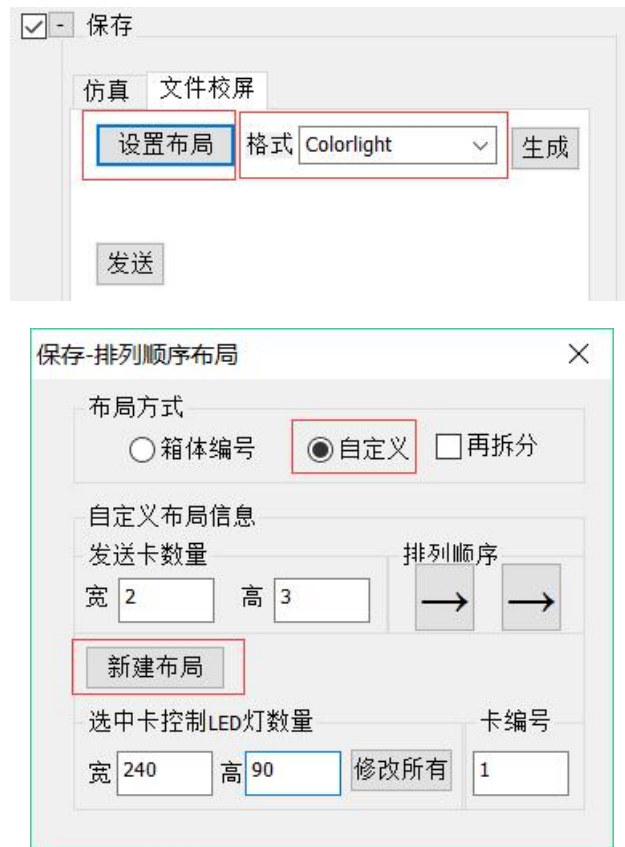 - 保存
仿真 文件校屏
设置布局 格式 Colorlight 生成
发送
保存-排列顺序布局
布局方式
箱体编号 自定义 再拆分
自定义布局信息
发送卡数量 排列顺序
宽 2 高 3 → →
新建布局
选中卡控制LED灯数量 卡编号
宽 240 高 90 修改所有 1